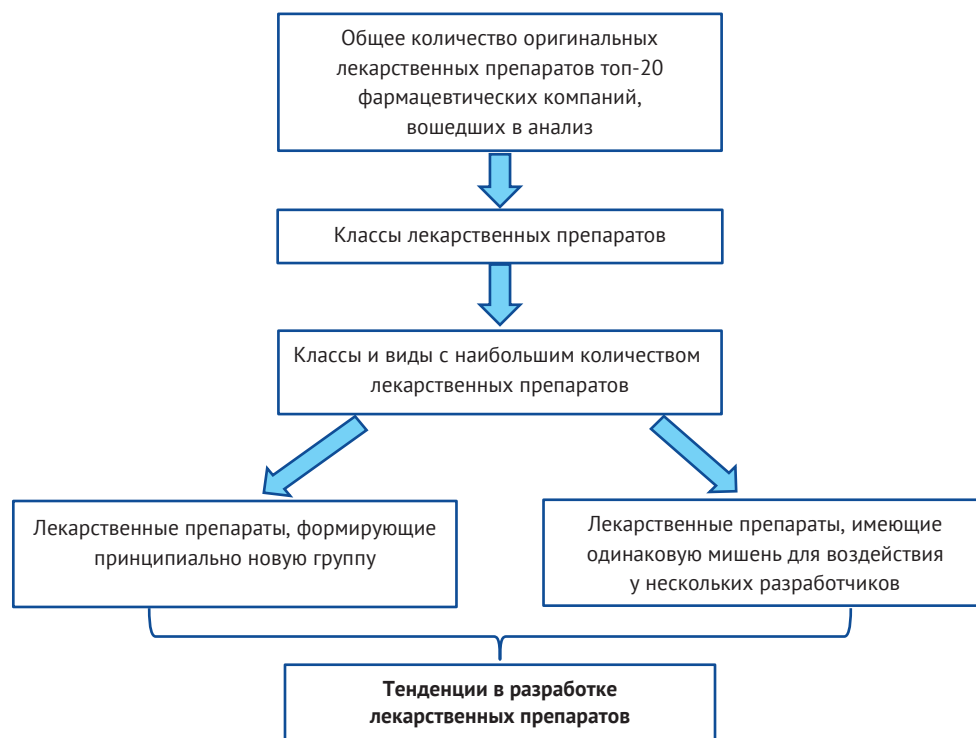 Общее количество оригинальных
лекарственных препаратов топ-20
фармацевтических компаний,
вошедших в анализ
Классы лекарственных препаратов
Классы и виды с наибольшим количеством
лекарственных препаратов
Лекарственные препараты, формирующие
принципиально новую группу
Лекарственные препараты, имеющие
одинаковую мишень для воздействия
у нескольких разработчиков
Тенденции в разработке
лекарственных препаратов